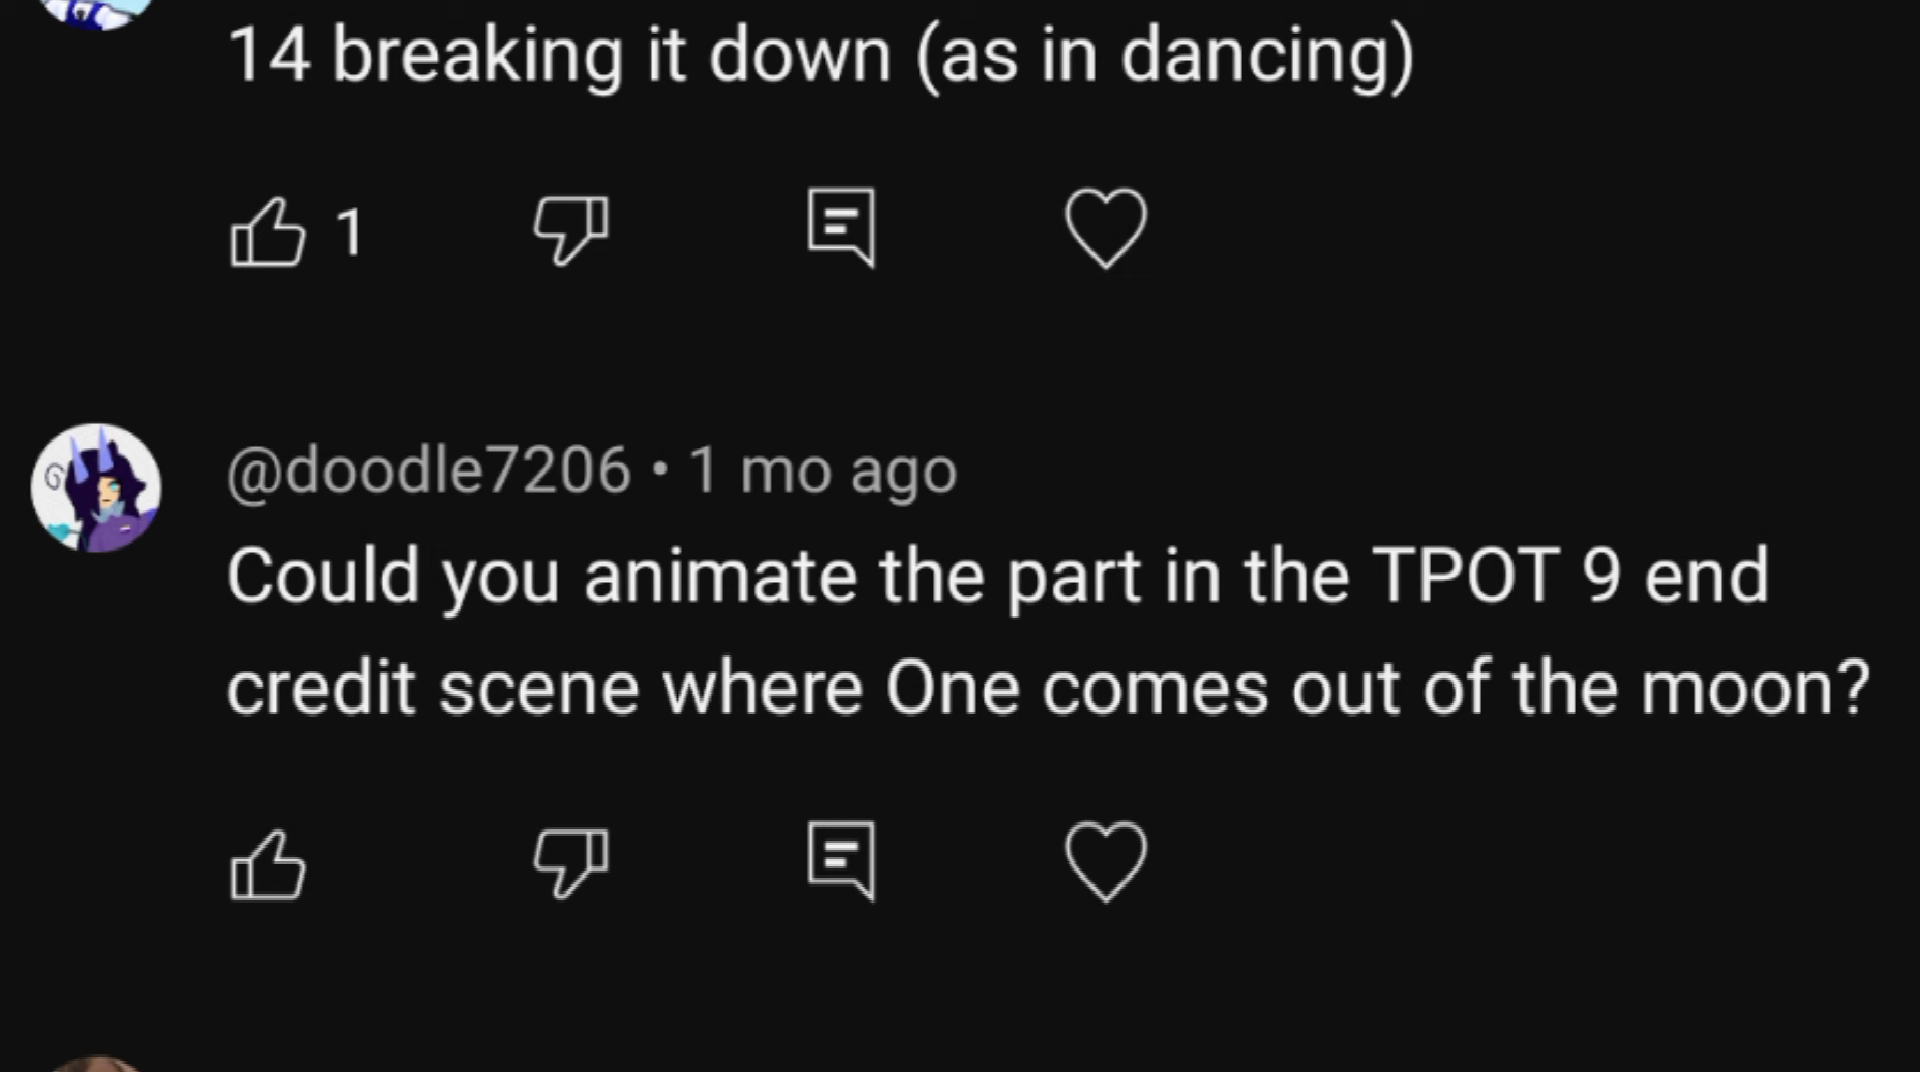 14 breaking it down (as in dancing)
1
@doodle7206 • 1 mo ago
Could you animate the part in the TPOT 9 end
credit scene where One comes out of the moon?